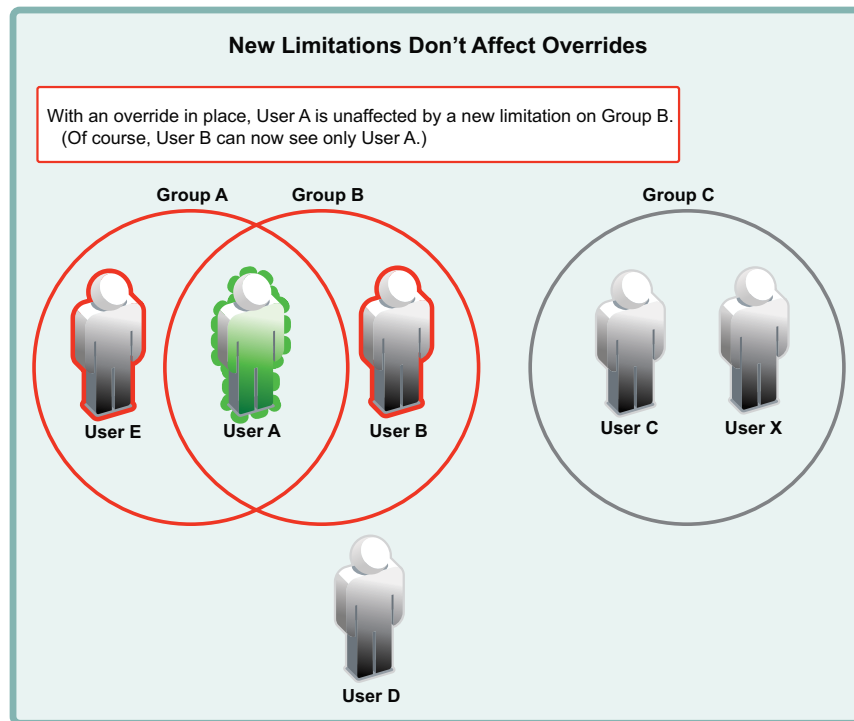 New Limitations Don't Affect Overrides
With an override in place, User A is unaffected by a new limitation on Group B.
(Of course, User B can now see only User A.)
Group A
Group B
Group C
User E
User A
User B
User C
User X
User D